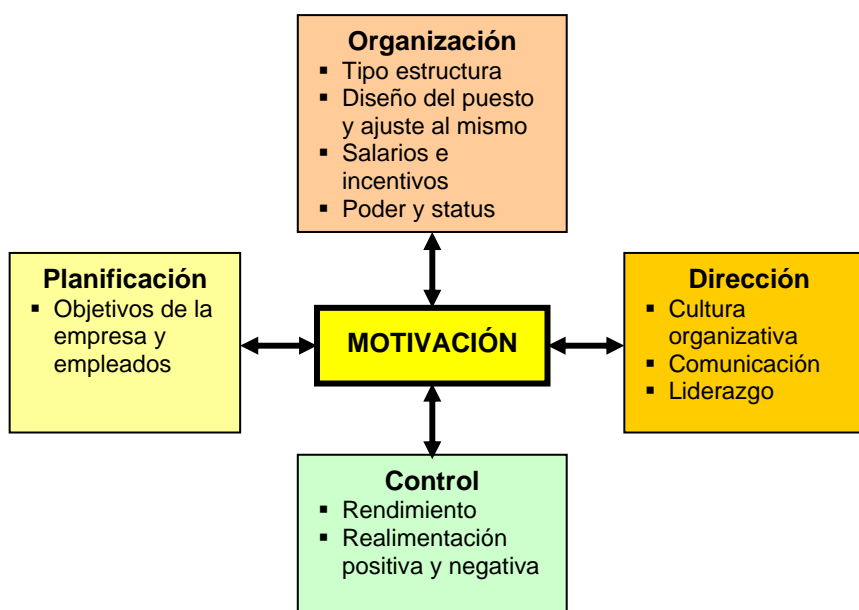 Organización
▪ Tipo estructura
▪ Diseño del puesto
y ajuste al mismo
▪ Salarios e
incentivos
▪ Poder y status
Planificación
▪ Objetivos de la
empresa y
empleados
MOTIVACIÓN
Dirección
▪ Cultura
organizativa
▪ Comunicación
▪ Liderazgo
Control
▪ Rendimiento
▪ Realimentación
positiva y negativa